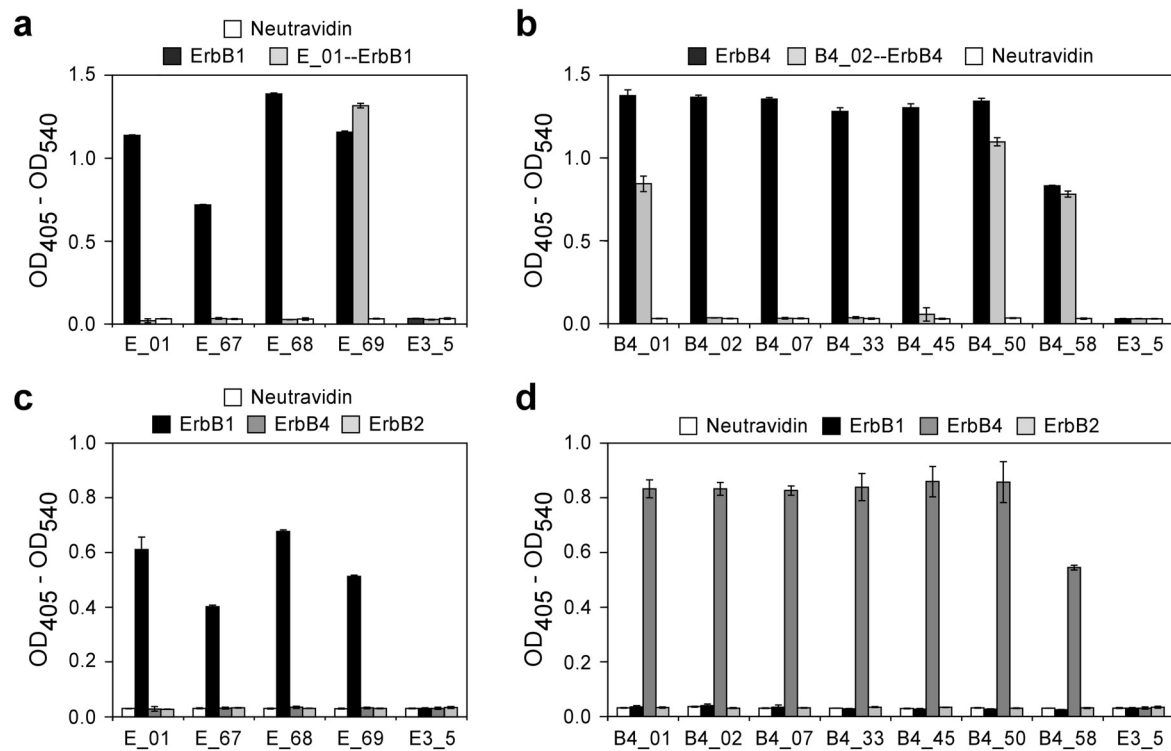 a
Neutravidin
ErbB1 E_01--ErbB1
OD405 - OD540
1.5
1.0
0.5
0.0
E_01 E_67 E_68 E_69 E3_5
b
ErbB4 B4_02--ErbB4 Neutravidin
OD405 - OD540
1.5
1.0
0.5
0.0
B4_01 B4_02 B4_07 B4_33 B4_45 B4_50 B4_58 E3_5
c
Neutravidin
ErbB1 ErbB4 ErbB2
OD405 - OD540
1.0
0.8
0.6
0.4
0.2
0.0
E_01 E_67 E_68 E_69 E3_5
d
Neutravidin ErbB1 ErbB4 ErbB2
OD405 - OD540
1.0
0.8
0.6
0.4
0.2
0.0
B4_01 B4_02 B4_07 B4_33 B4_45 B4_50 B4_58 E3_5